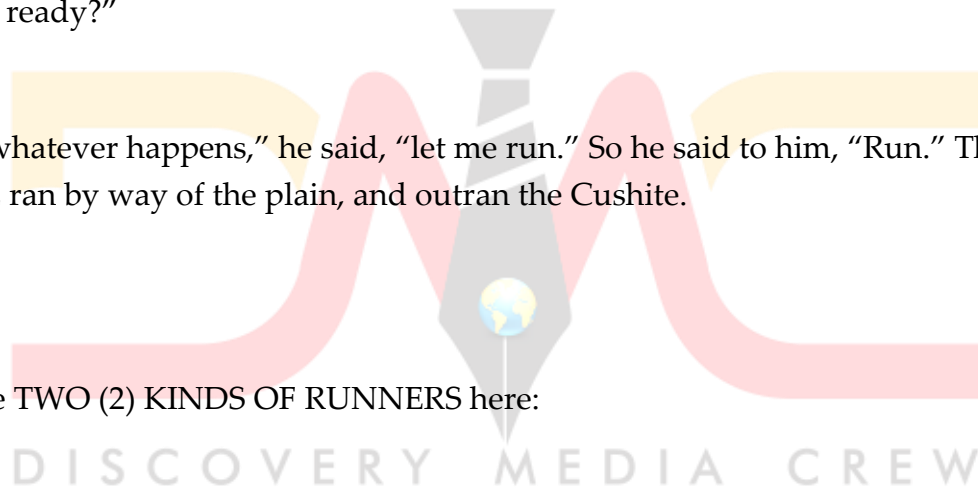 ready?”
whatever happens,” he said, “let me run.” So he said to him, “Run.”
ran by way of the plain, and outran the Cushite.
TWO (2) KINDS OF RUNNERS here:
DISCOVERY MEDIA CREW